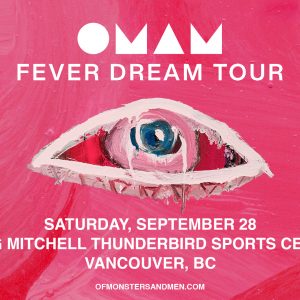 OMAM
FEVER DREAM TOUR
SATURDAY, SEPTEMBER 28
MITCHELL THUNDERBIRD SPORTS
VANCOUVER, BC
OFMONSTERSANDMEN.COM